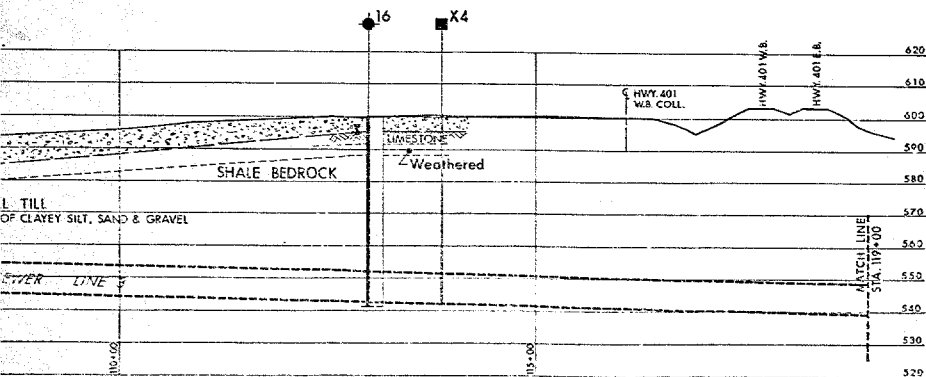 16
X4
620
610
600
590
580
570
560
550
540
530
520
HWY. 401 W.B.
HWY. 401 E.B.
℄ HWY. 401
W.B. COLL.
LIMESTONE
Weathered
SHALE BEDROCK
L TILL
OF CLAYEY SILT, SAND & GRAVEL
EWER LINE
MATCH LINE
STA. 119+00
110+00
115+00